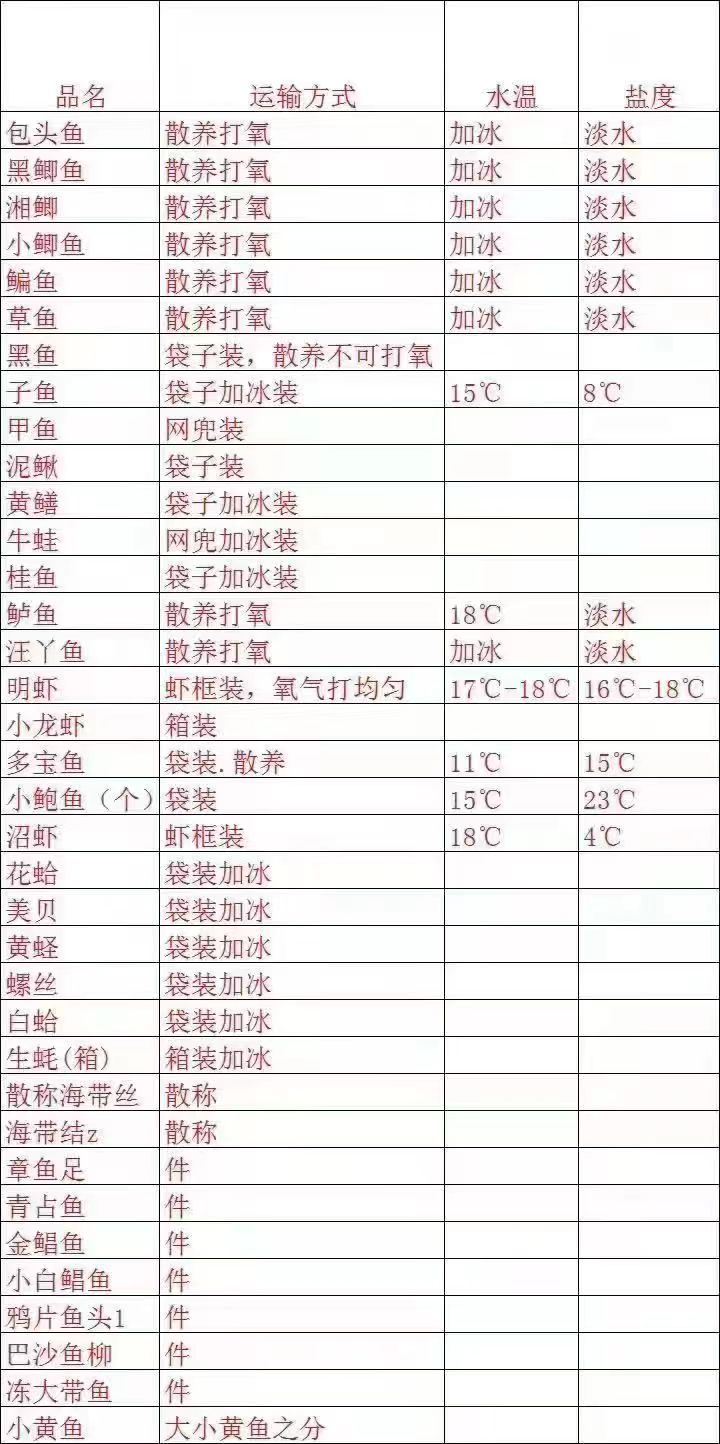 品名 运输方式 水温 盐度
包头鱼 散养打氧 加冰 淡水
黑鲫鱼 散养打氧 加冰 淡水
湘鲫 散养打氧 加冰 淡水
小鲫鱼 散养打氧 加冰 淡水
鳊鱼 散养打氧 加冰 淡水
草鱼 散养打氧 加冰 淡水
黑鱼 袋子装，散养不可打氧
子鱼 袋子加冰装 15℃ 8℃
甲鱼 网兜装
泥鳅 袋子装
黄鳝 袋子加冰装
牛蛙 网兜加冰装
桂鱼 袋子加冰装
鲈鱼 散养打氧 18℃ 淡水
汪丫鱼 散养打氧 加冰 淡水
明虾 虾框装，氧气打均匀 17℃-18℃ 16℃-18℃
小龙虾 箱装
多宝鱼 袋装.散养 11℃ 15℃
小鲍鱼（个） 袋装 15℃ 23℃
沼虾 虾框装 18℃ 4℃
花蛤 袋装加冰
美贝 袋装加冰
黄蛏 袋装加冰
螺丝 袋装加冰
白蛤 袋装加冰
生蚝(箱) 箱装加冰
散称海带丝 散称
海带结z 散称
章鱼足 件
青占鱼 件
金鲳鱼 件
小白鲳鱼 件
鸦片鱼头1 件
巴沙鱼柳 件
冻大带鱼 件
小黄鱼 大小黄鱼之分